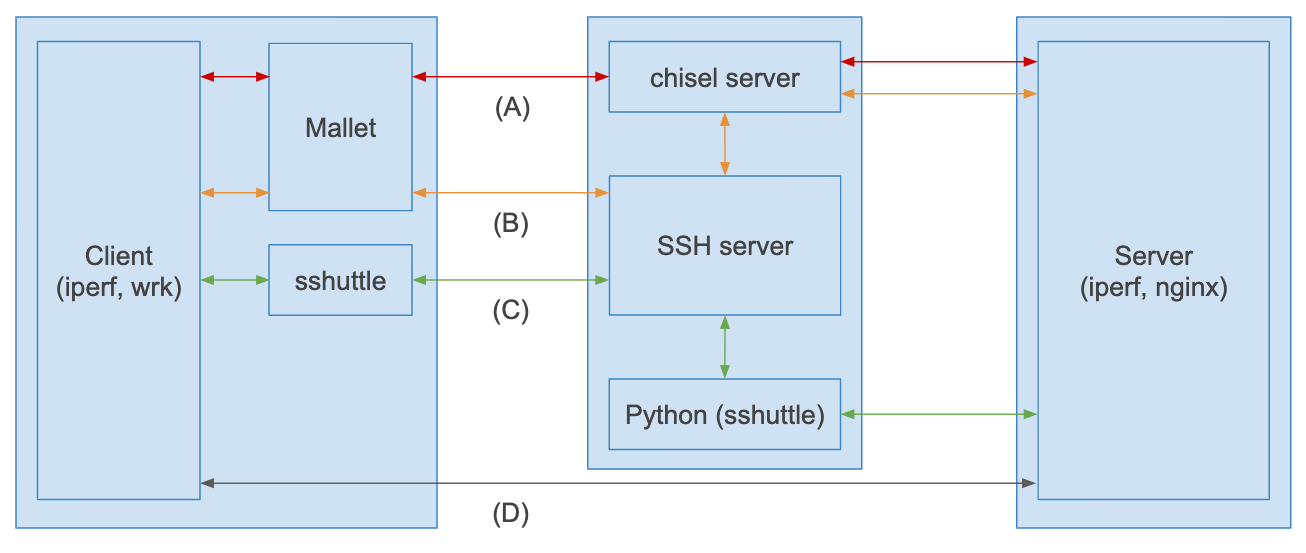 Client
(iperf, wrk)
Mallet
sshuttle
(A)
(B)
(C)
(D)
chisel server
SSH server
Python (sshuttle)
Server
(iperf, nginx)